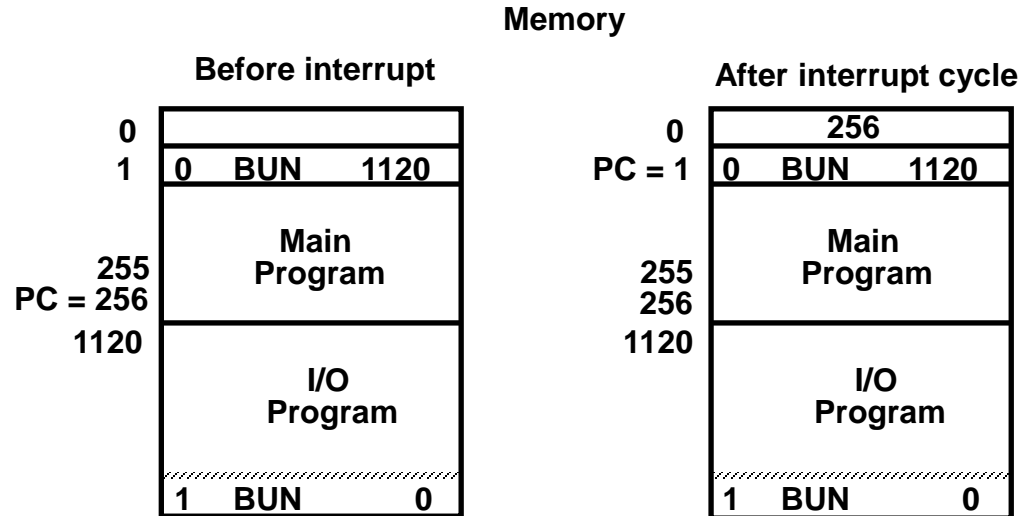 Memory
Before interrupt
0
1 0 BUN 1120
Main
Program
255
PC = 256
1120
I/O
Program
1 BUN 0
After interrupt cycle
0 256
PC = 1 0 BUN 1120
Main
Program
255
256
1120
I/O
Program
1 BUN 0